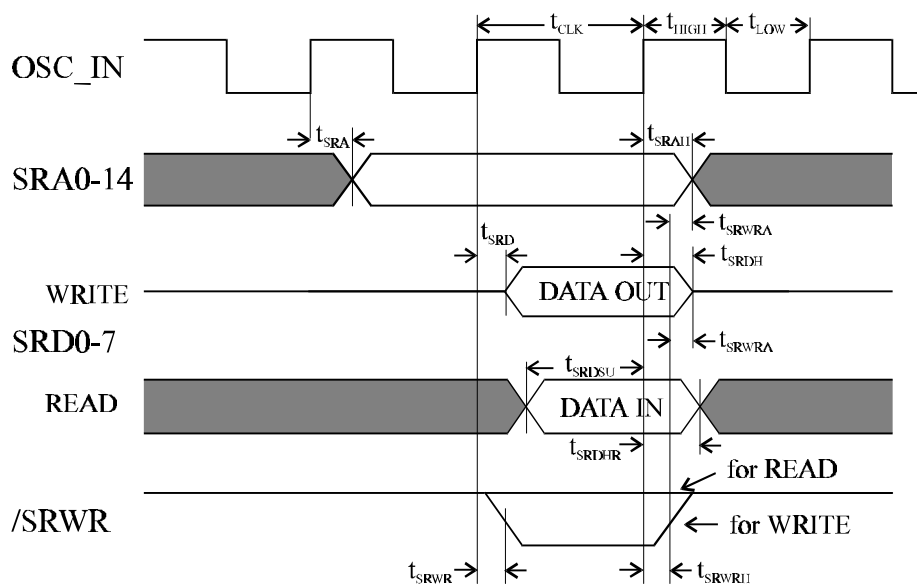 tCLK tHIGH tLOW
OSC_IN
tSRA tSRAH
SRA0-14
tSRD tSRWRA
tSRDH
WRITE DATA OUT
SRD0-7
tSRWRA
tSRDSU
READ DATA IN
tSRDHR
for READ
/SRWR for WRITE
tSRWR tSRWRH